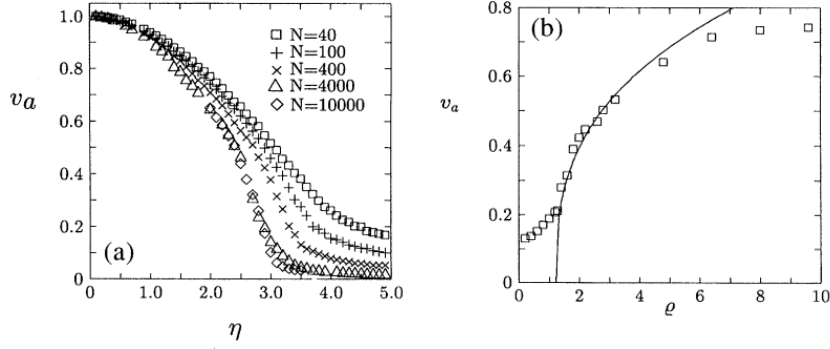 1.0
0.8
0.6
0.4
0.2
0
va
(a)
□ N=40
+ N=100
× N=400
△ N=4000
◇ N=10000
0 1.0 2.0 3.0 4.0 5.0
η
(b)
0.8
0.6
0.4
0.2
0
va
0 2 4 6 8 10
ϱ